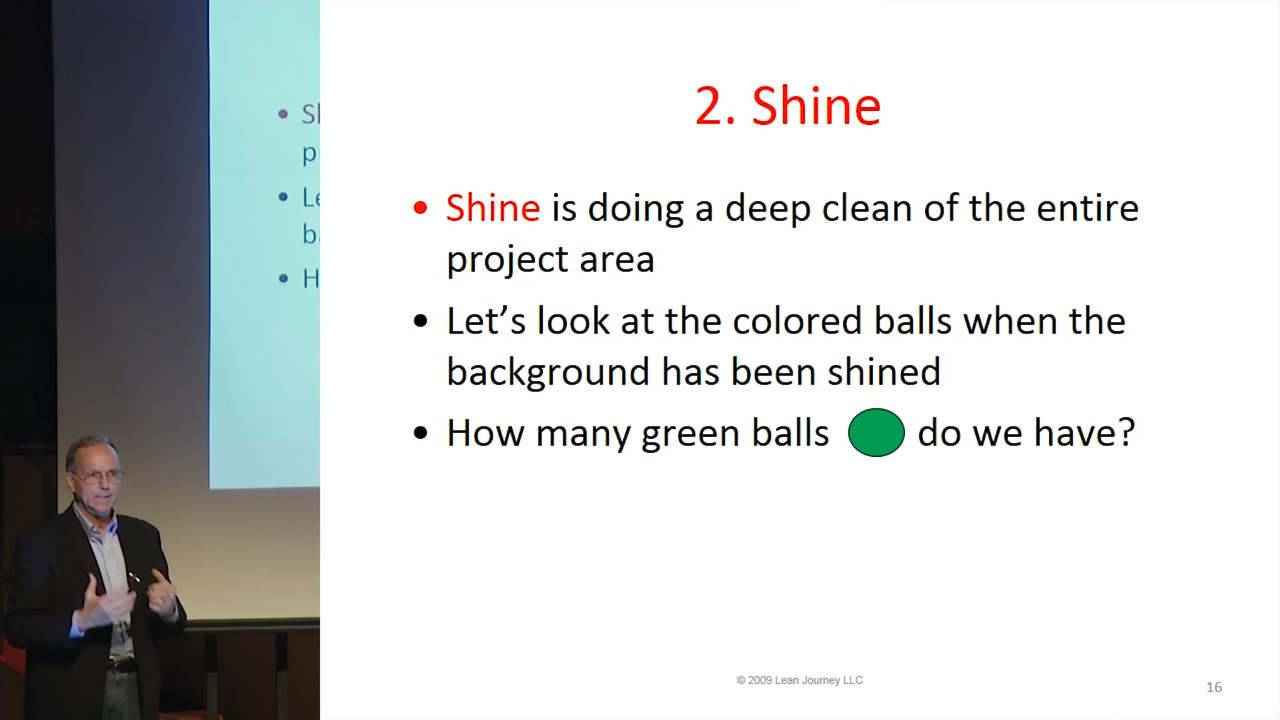 2. Shine
• Shine is doing a deep clean of the entire
project area
• Let's look at the colored balls when the
background has been shined
• How many green balls do we have?
© 2009 Lean Journey LLC
16